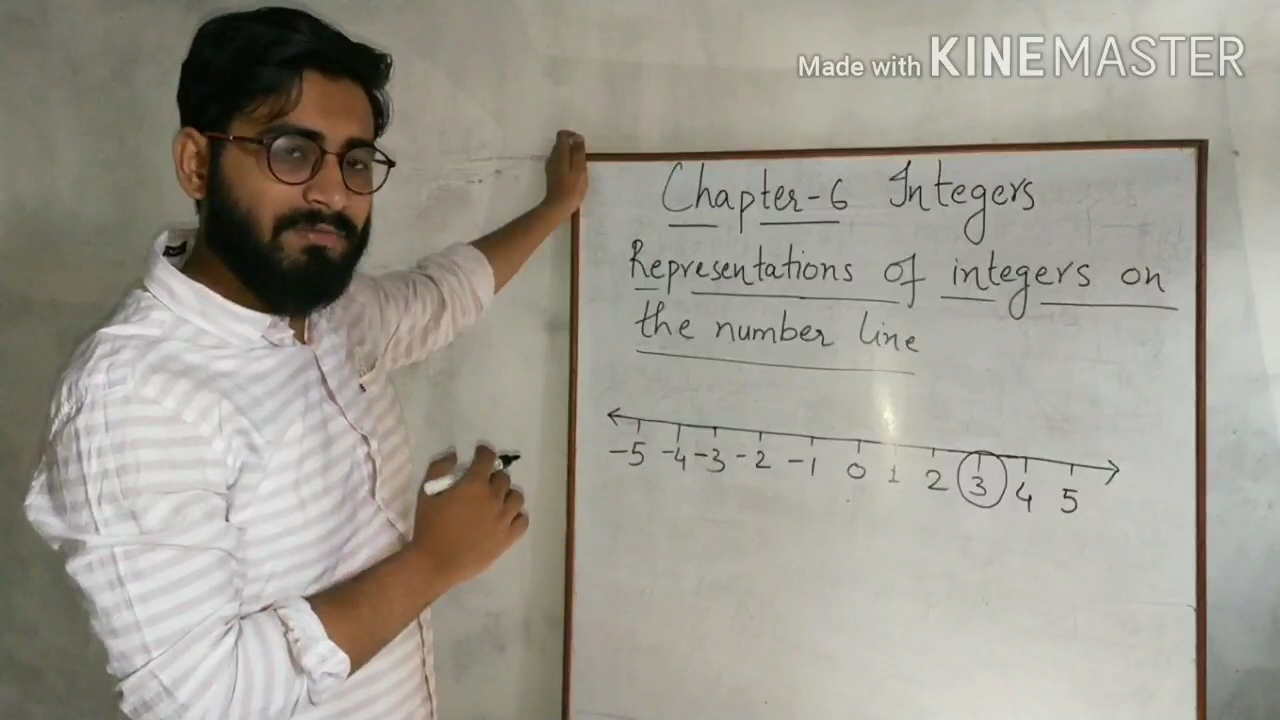 Made with KINEMASTER
Chapter-6 Integers
Representations of integers on
the number line
-5 -4 -3 -2 -1 0 1 2 3 4 5